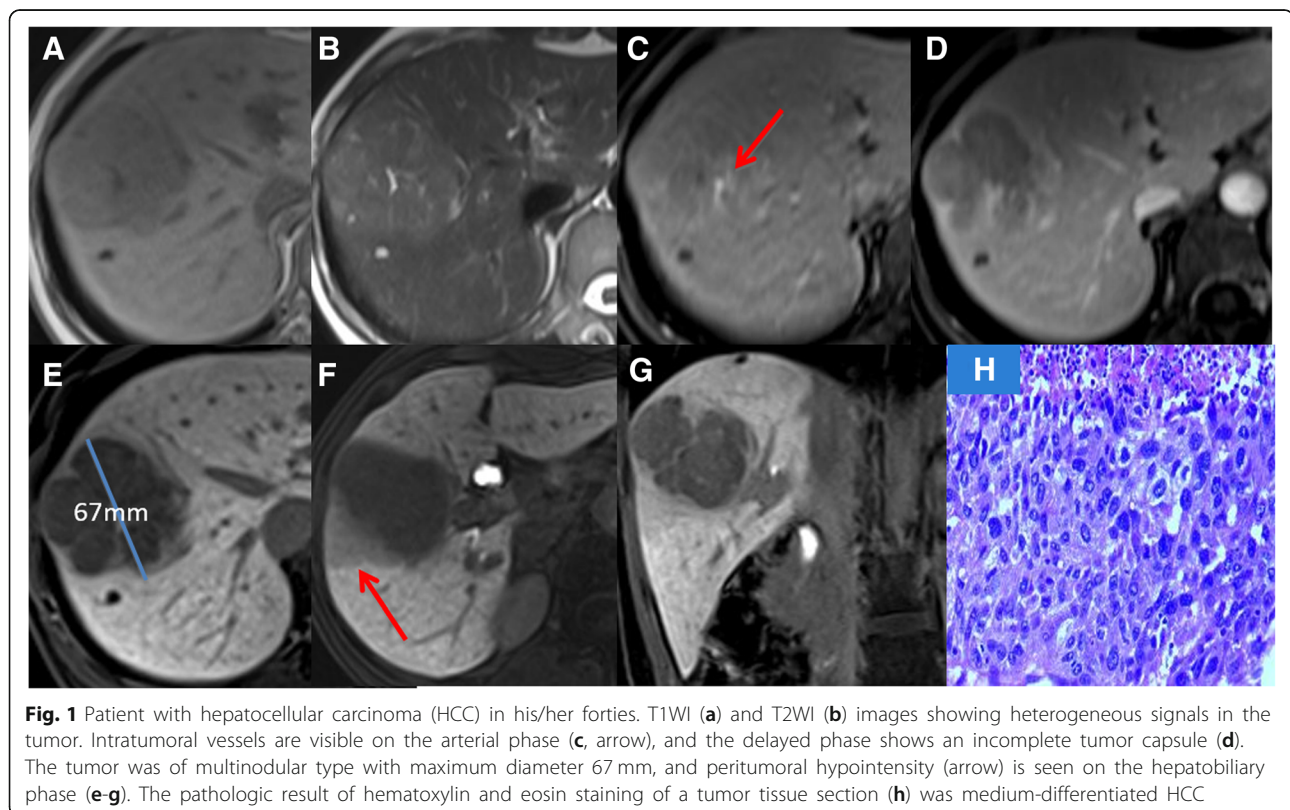 A
B
C
D
E
67mm
F
G
H
Fig. 1 Patient with hepatocellular carcinoma (HCC) in his/her forties. T1WI (a) and T2WI (b) images showing heterogeneous signals in the
tumor. Intratumoral vessels are visible on the arterial phase (c, arrow), and the delayed phase shows an incomplete tumor capsule (d).
The tumor was of multinodular type with maximum diameter 67 mm, and peritumoral hypointensity (arrow) is seen on the hepatobiliary
phase (e-g). The pathologic result of hematoxylin and eosin staining of a tumor tissue section (h) was medium-differentiated HCC